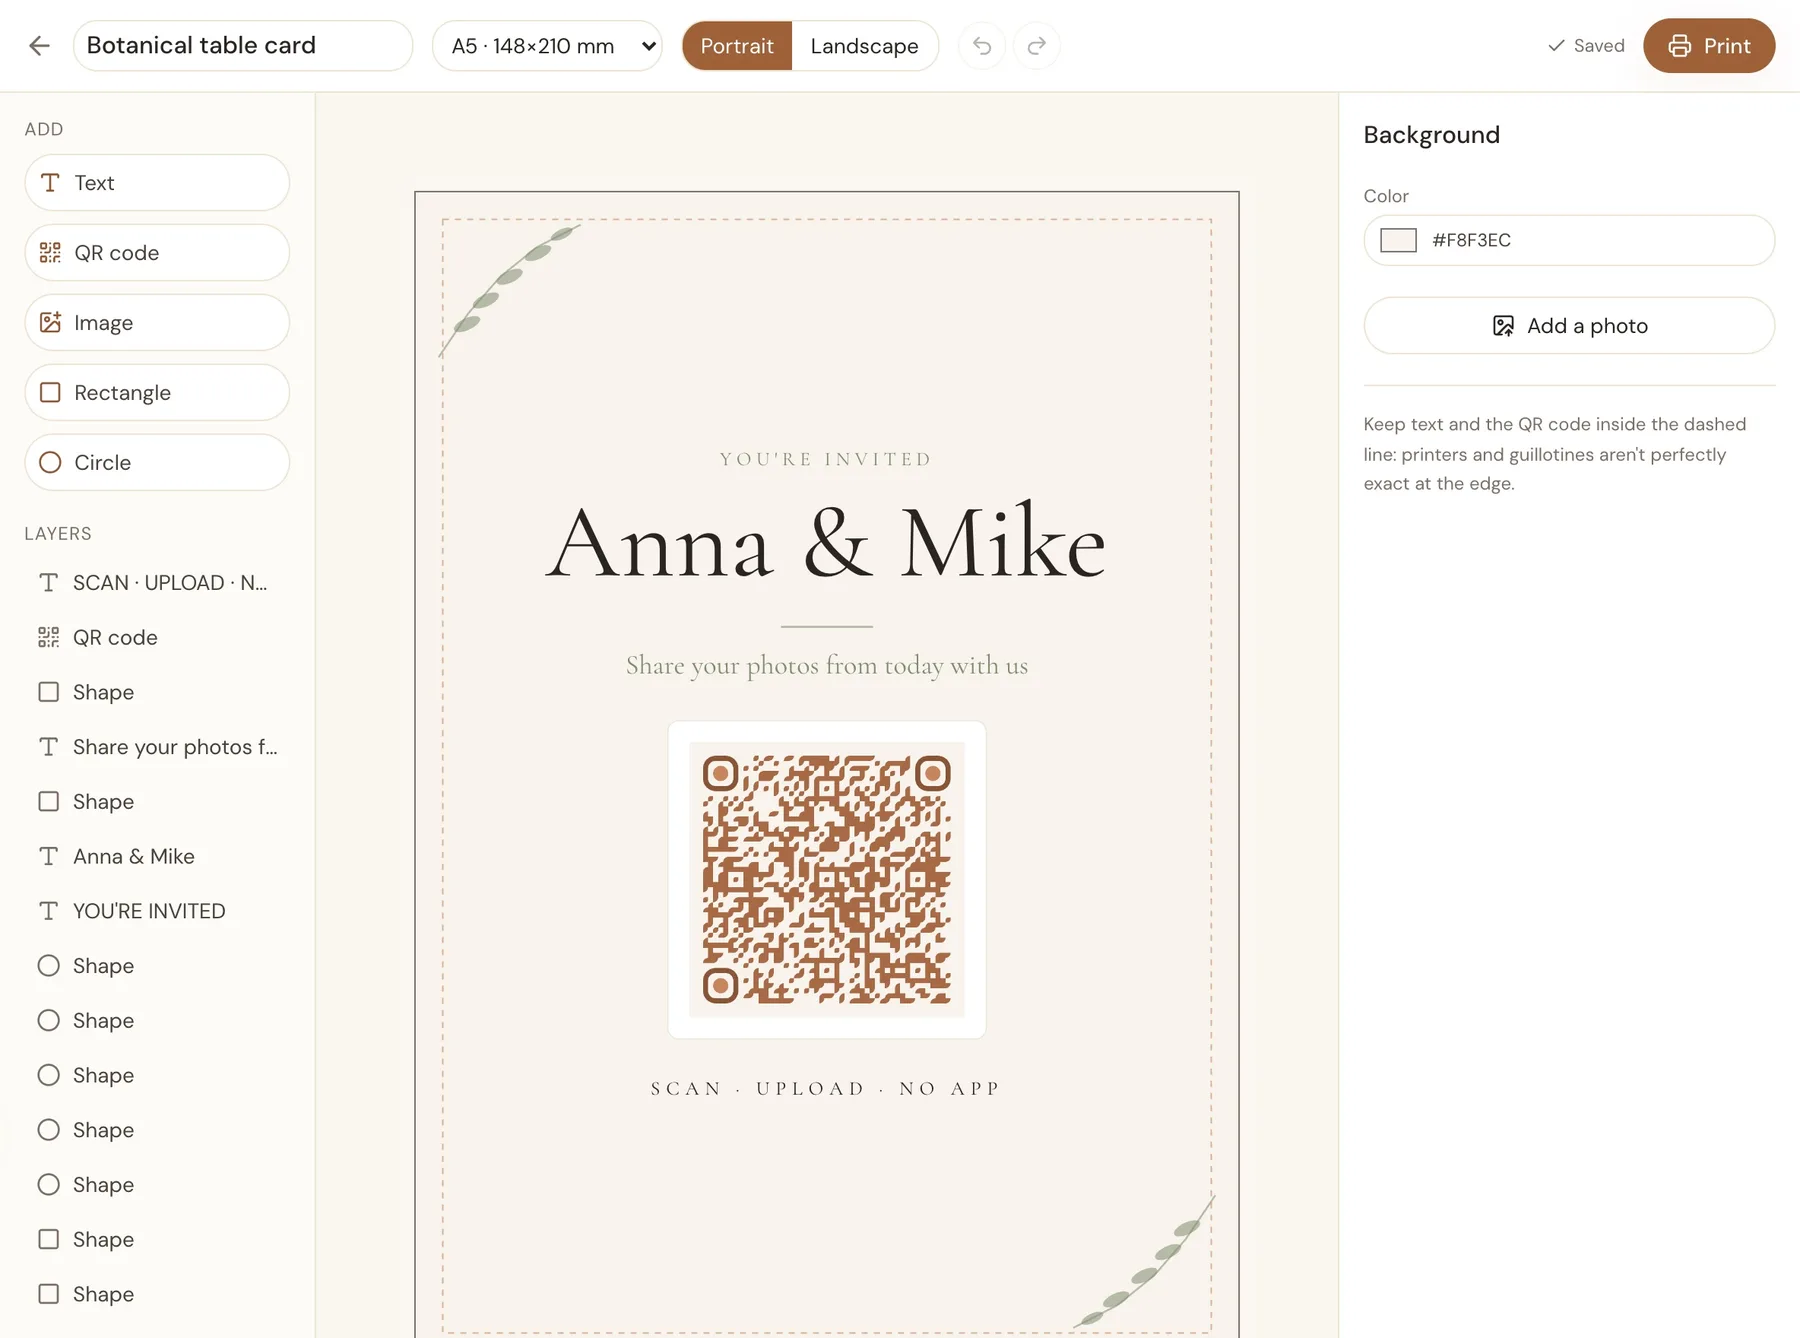 Botanical table card
A5 · 148×210 mm
Portrait
Landscape
Saved
Print
ADD
Text
QR code
Image
Rectangle
Circle
LAYERS
SCAN · UPLOAD · N...
QR code
Shape
Share your photos f...
Shape
Anna & Mike
YOU'RE INVITED
Shape
Shape
Shape
Shape
Shape
Shape
Shape
YOU'RE INVITED
Anna & Mike
Share your photos from today with us
SCAN · UPLOAD · NO APP
Background
Color
#F8F3EC
Add a photo
Keep text and the QR code inside the dashed
line: printers and guillotines aren't perfectly
exact at the edge.